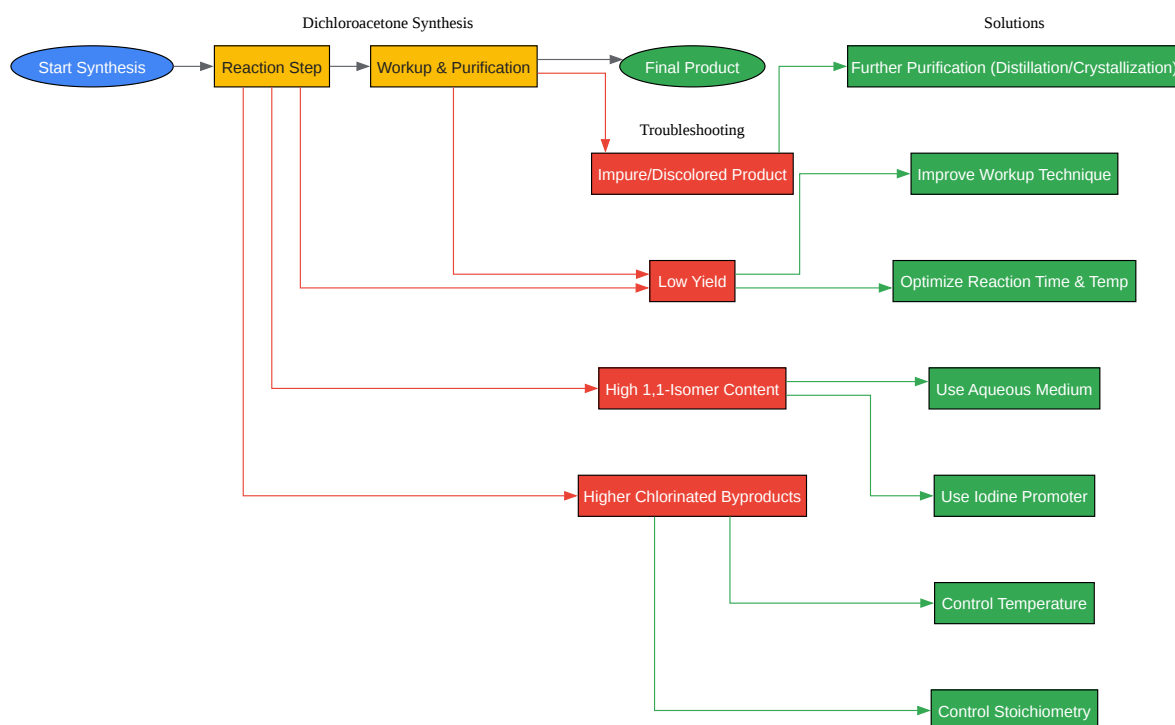 Dichloroacetone Synthesis
Solutions
Start Synthesis
Reaction Step
Workup & Purification
Final Product
Further Purification (Distillation/Crystallization)
Troubleshooting
Impure/Discolored Product
Improve Workup Technique
Low Yield
Optimize Reaction Time & Temp
High 1,1-Isomer Content
Use Aqueous Medium
Higher Chlorinated Byproducts
Use Iodine Promoter
Control Temperature
Control Stoichiometry